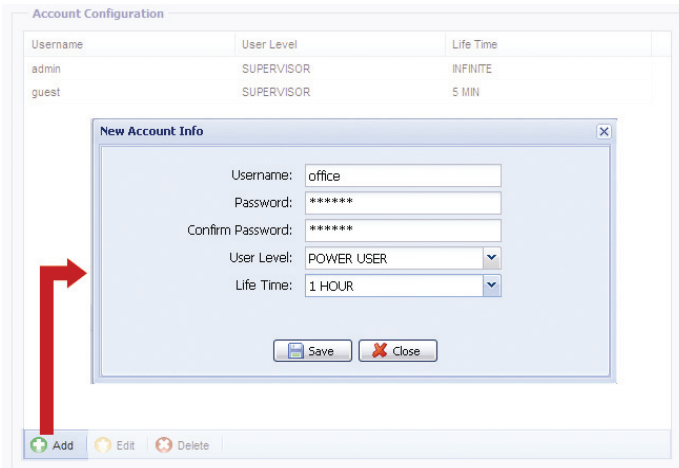 Account Configuration
Username User Level Life Time
admin SUPERVISOR INFINITE
guest SUPERVISOR 5 MIN
New Account Info
Username: office
Password: ******
Confirm Password: ******
User Level: POWER USER
Life Time: 1 HOUR
Save Close
Add Edit Delete